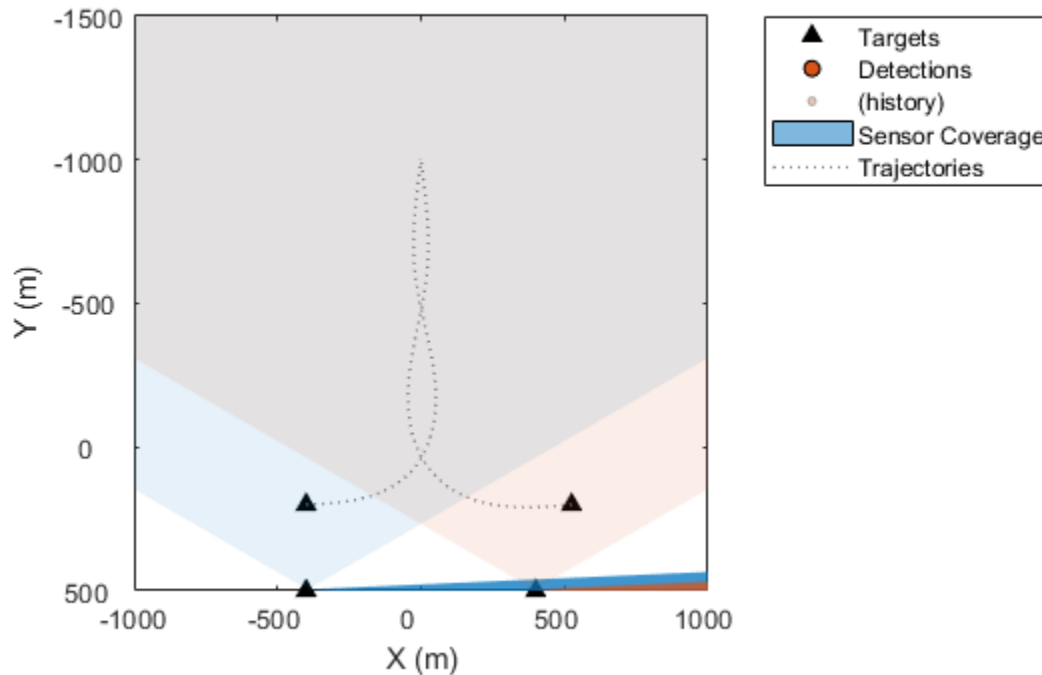 -1500
-1000
-500
0
500
Y (m)
-1000
-500
0
500
1000
X (m)
Targets
Detections
(history)
Sensor Coverage
Trajectories